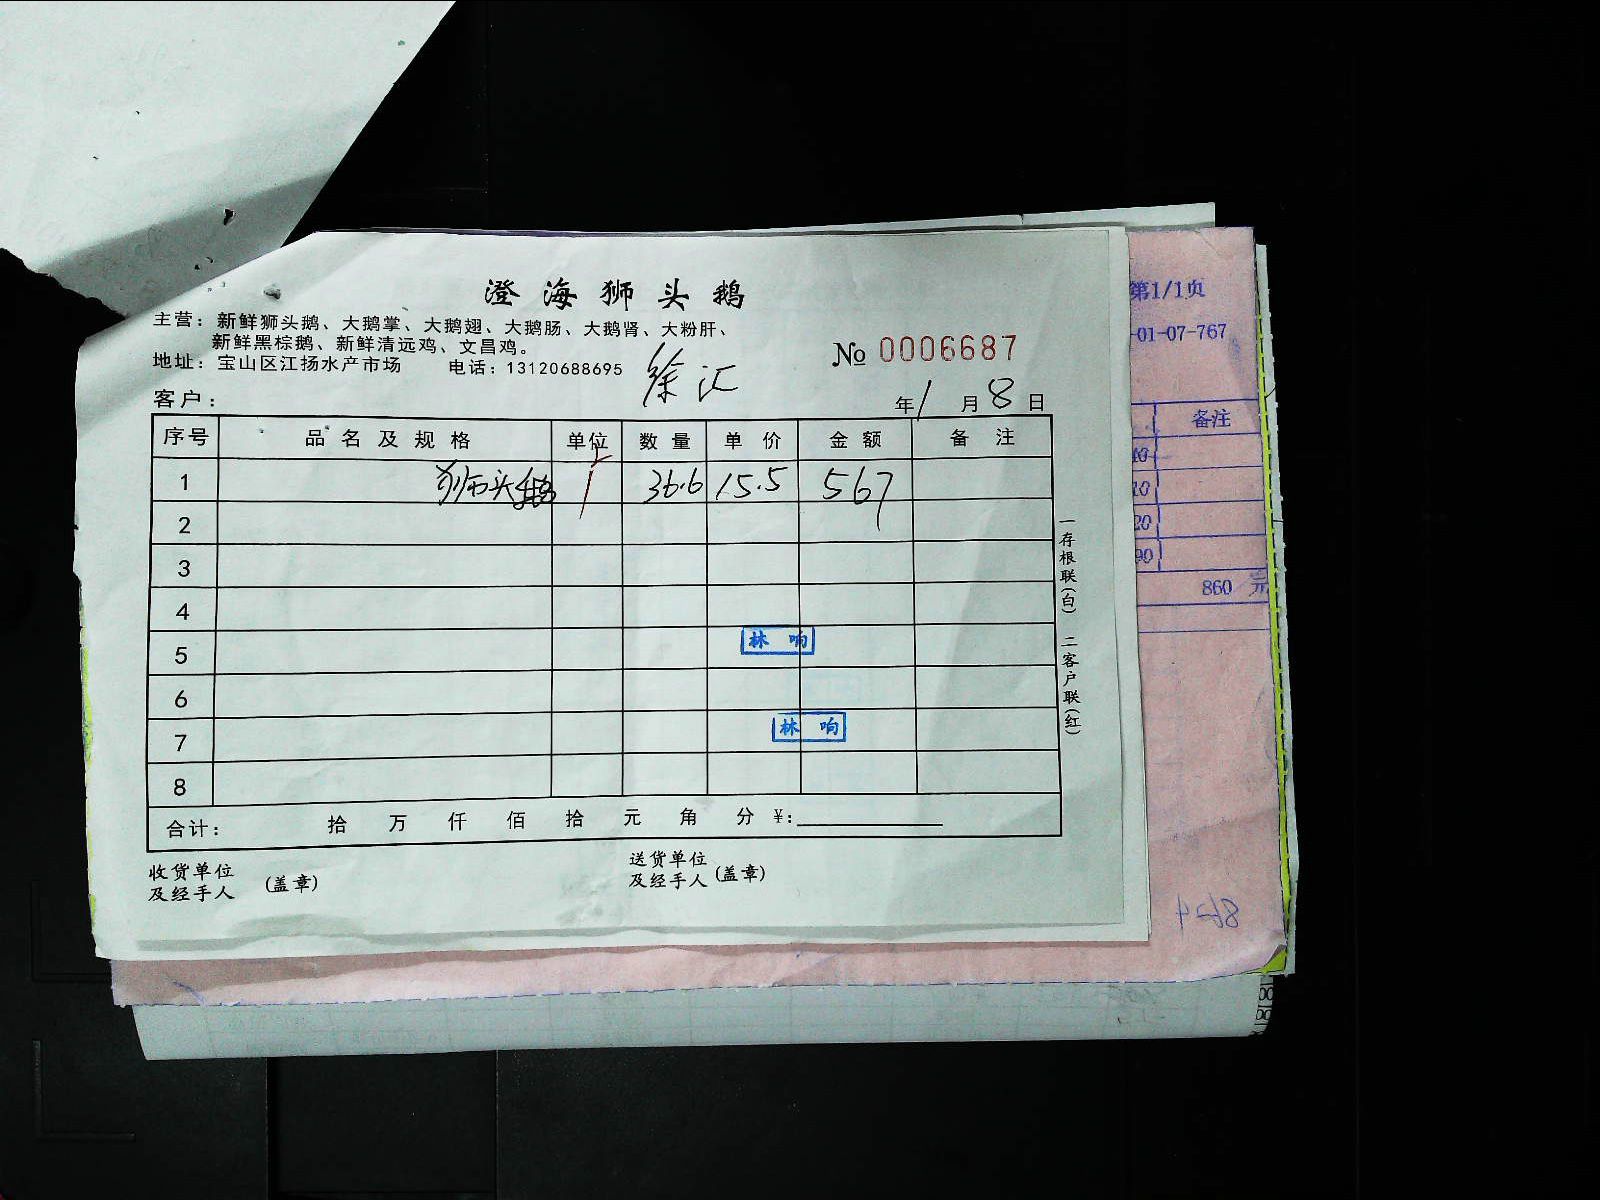 澄海狮头鹅
主营：新鲜狮头鹅、大鹅掌、大鹅翅、大鹅肠、大鹅肾、大粉肝、
新鲜黑棕鹅、新鲜清远鸡、文昌鸡。
地址：宝山区江扬水产市场 电话：13120688695
№ 0006687
徐汇
客户： 年1月8日
序号 品名及规格 单位 数量 单价 金额 备注
1 狮头鹅 1 36.6 15.5 567
2
3
4
5
6
7
8
林响
林响
合计： 拾 万 仟 佰 拾 元 角 分 ¥：
收货单位
及经手人 (盖章)
送货单位
及经手人 (盖章)
一存根联(白) 二客户联(红)
第1/1页
-01-07-767
备注
10
20
90
860 元